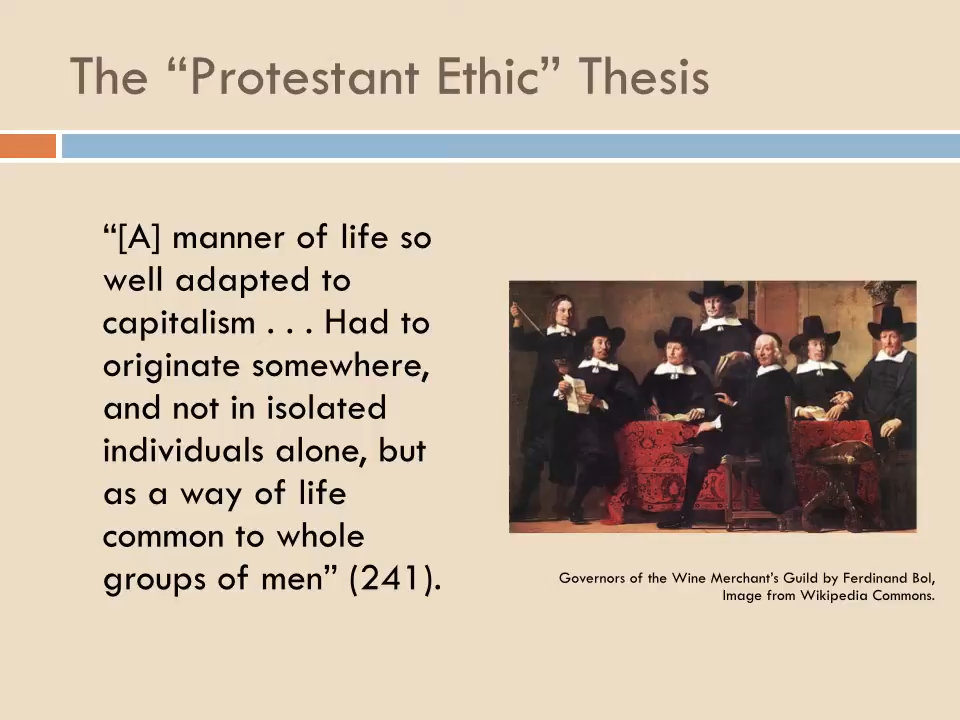 The “Protestant Ethic” Thesis
“[A] manner of life so
well adapted to
capitalism . . . Had to
originate somewhere,
and not in isolated
individuals alone, but
as a way of life
common to whole
groups of men” (241).
Governors of the Wine Merchant’s Guild by Ferdinand Bol,
Image from Wikipedia Commons.